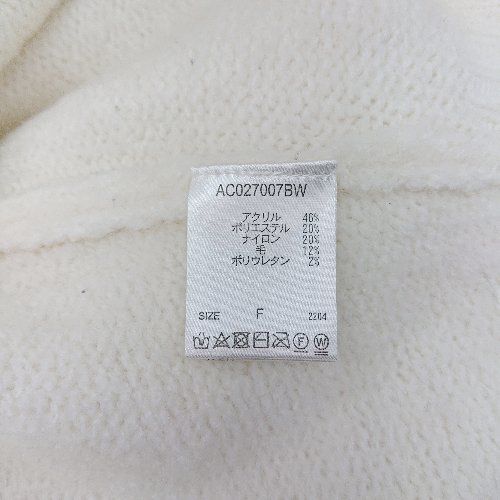 AC027007BW
アクリル 46%
ポリエステル 20%
ナイロン 20%
毛 12%
ポリウレタン 2%
SIZE F 2204
F W